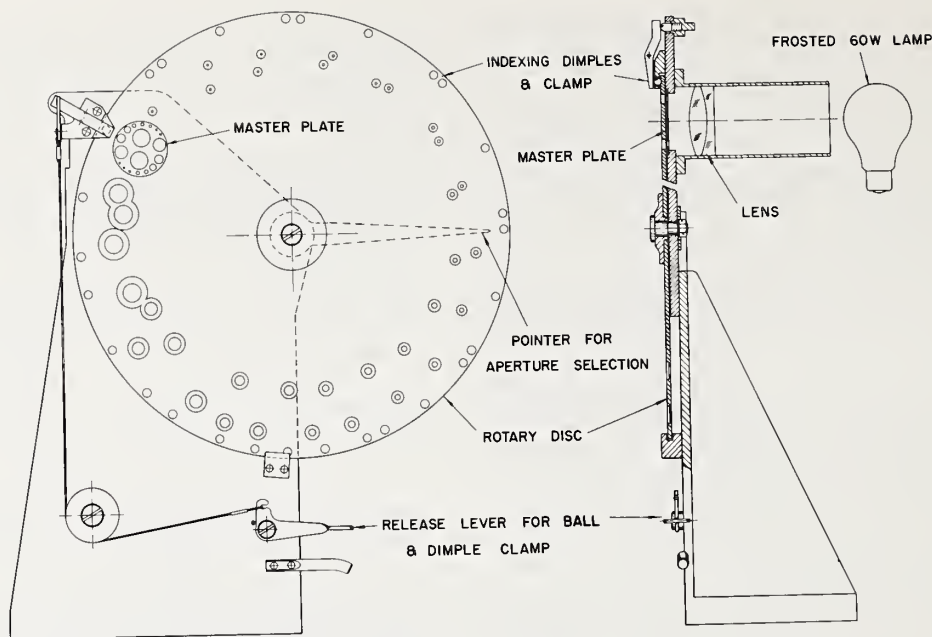 INDEXING DIMPLES
& CLAMP
FROSTED 60W LAMP
MASTER PLATE
MASTER PLATE
LENS
POINTER FOR
APERTURE SELECTION
ROTARY DISC
RELEASE LEVER FOR BALL
& DIMPLE CLAMP